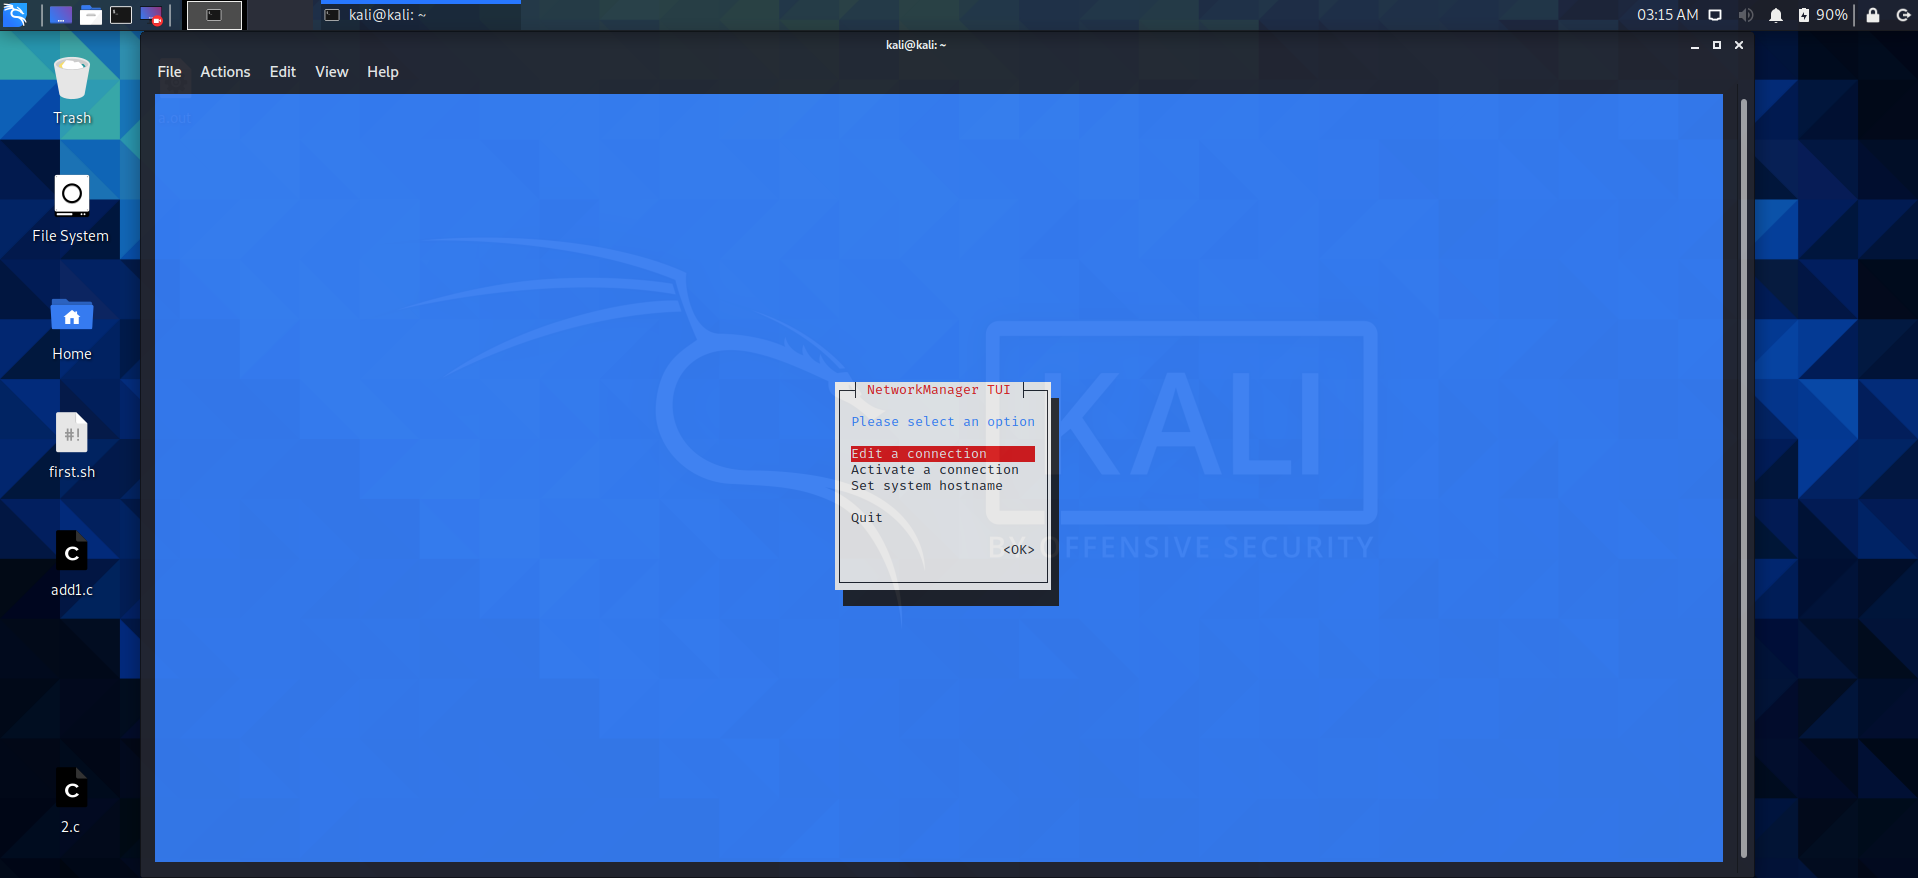 kali@kali: ~
03:15 AM
90%
kali@kali: ~
File Actions Edit View Help
Trash
File System
Home
#!
first.sh
C
add1.c
C
2.c
a.out
NetworkManager TUI
Please select an option
Edit a connection
Activate a connection
Set system hostname
Quit
<OK>
KALI
BY OFFENSIVE SECURITY